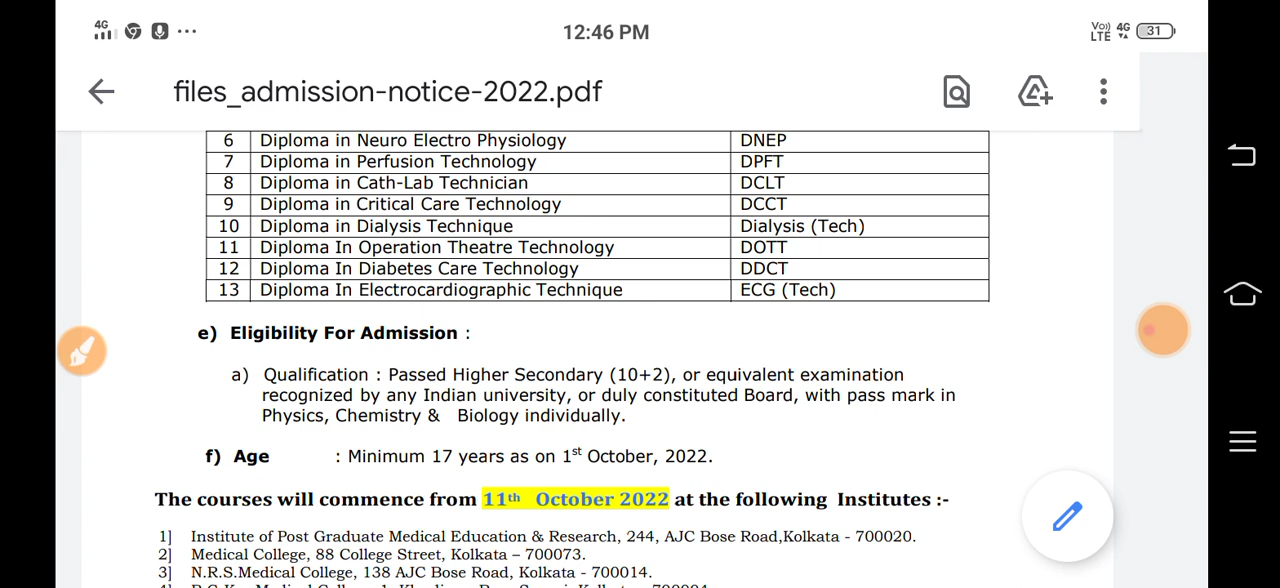 4G 12:46 PM Vo)) LTE 4G 31
files_admission-notice-2022.pdf
6 Diploma in Neuro Electro Physiology DNEP
7 Diploma in Perfusion Technology DPFT
8 Diploma in Cath-Lab Technician DCLT
9 Diploma in Critical Care Technology DCCT
10 Diploma in Dialysis Technique Dialysis (Tech)
11 Diploma In Operation Theatre Technology DOTT
12 Diploma In Diabetes Care Technology DDCT
13 Diploma In Electrocardiographic Technique ECG (Tech)
e) Eligibility For Admission :
a) Qualification : Passed Higher Secondary (10+2), or equivalent examination
recognized by any Indian university, or duly constituted Board, with pass mark in
Physics, Chemistry & Biology individually.
f) Age : Minimum 17 years as on 1st October, 2022.
The courses will commence from 11th October 2022 at the following Institutes :-
1] Institute of Post Graduate Medical Education & Research, 244, AJC Bose Road,Kolkata - 700020.
2] Medical College, 88 College Street, Kolkata – 700073.
3] N.R.S.Medical College, 138 AJC Bose Road, Kolkata - 700014.